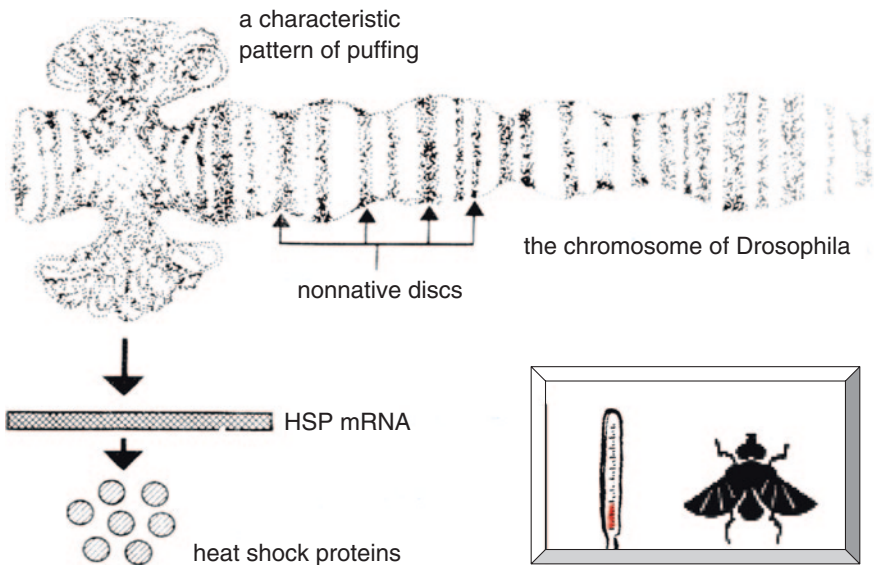 a characteristic
pattern of puffing
the chromosome of Drosophila
nonnative discs
HSP mRNA
heat shock proteins